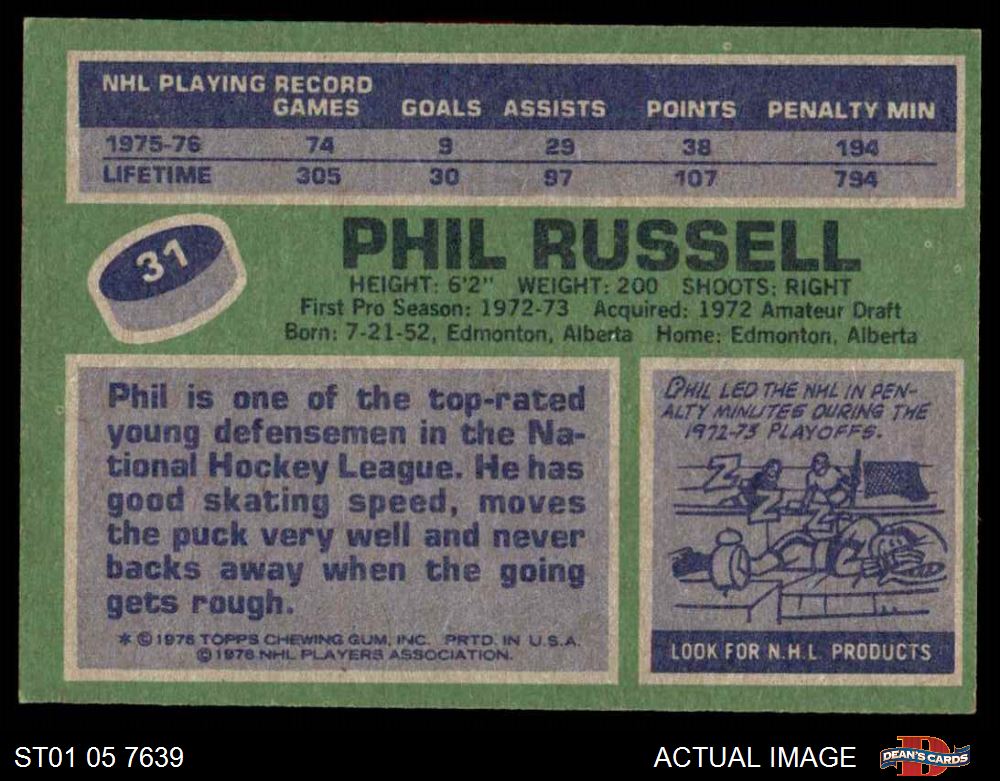 NHL PLAYING RECORD
GAMES GOALS ASSISTS POINTS PENALTY MIN
1975-76 74 9 29 38 194
LIFETIME 305 30 97 107 794
31
PHIL RUSSELL
HEIGHT: 6'2" WEIGHT: 200 SHOOTS: RIGHT
First Pro Season: 1972-73 Acquired: 1972 Amateur Draft
Born: 7-21-52, Edmonton, Alberta Home: Edmonton, Alberta
Phil is one of the top-rated
young defensemen in the Na-
tional Hockey League. He has
good skating speed, moves
the puck very well and never
backs away when the going
gets rough.
* © 1976 TOPPS CHEWING GUM, INC. PRTD. IN U.S.A.
© 1976 NHL PLAYERS ASSOCIATION.
PHIL LED THE NHL IN PEN-
ALTY MINUTES DURING THE
1972-73 PLAYOFFS.
Z
Z
Z
LOOK FOR N.H.L PRODUCTS
ST01 05 7639
ACTUAL IMAGE
DEAN'S CARDS